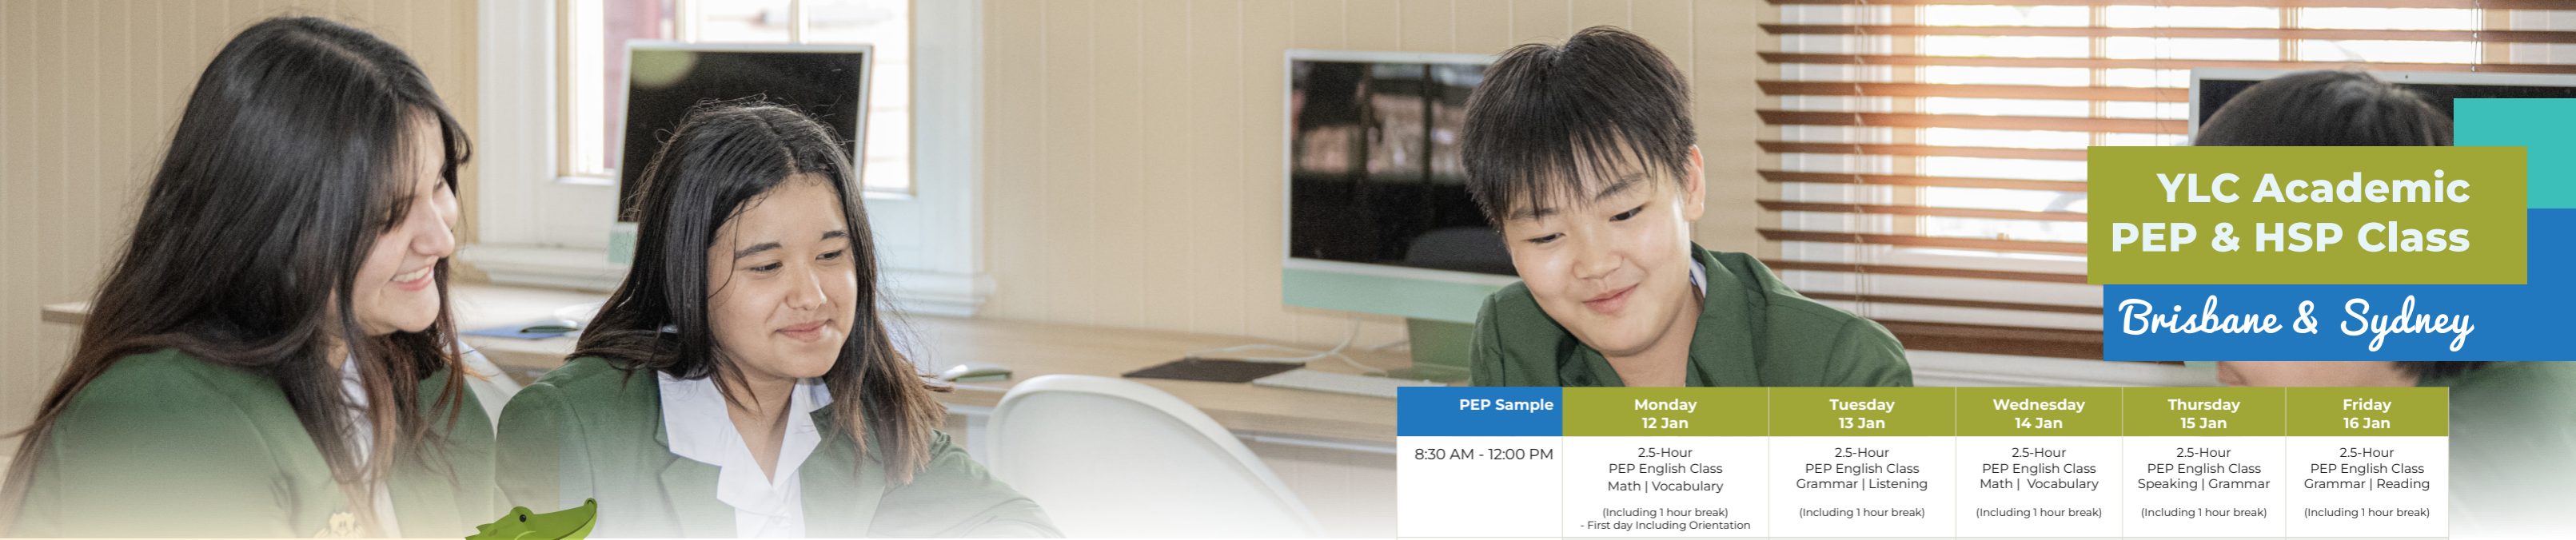 YLC Academic
PEP & HSP Class
Brisbane & Sydney
PEP Sample
Monday
12 Jan
Tuesday
13 Jan
Wednesday
14 Jan
Thursday
15 Jan
Friday
16 Jan
8:30 AM - 12:00 PM
2.5-Hour
PEP English Class
Math | Vocabulary
(Including 1 hour break)
- First day Including Orientation
2.5-Hour
PEP English Class
Grammar | Listening
(Including 1 hour break)
2.5-Hour
PEP English Class
Math | Vocabulary
(Including 1 hour break)
2.5-Hour
PEP English Class
Speaking | Grammar
(Including 1 hour break)
2.5-Hour
PEP English Class
Grammar | Reading
(Including 1 hour break)